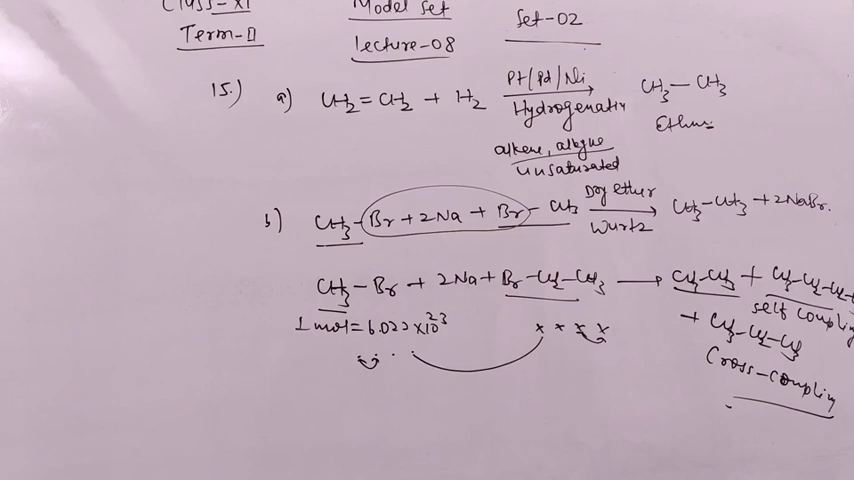 Class-XI Model Set Set-02
Term-II Lecture-08
15.) a) CH2=CH2 + H2 Pt/Pd/Ni → CH3-CH3
Hydrogenation Ethane
alkene, alkyne
unsaturated
b) CH3-Br + 2Na + Br-CH3 Dry ether → CH3-CH3 + 2NaBr.
Wurtz
CH3-Br + 2Na + Br-CH2-CH3 → CH3-CH3 + CH3-CH2-CH2-
self coupling
1 mol = 6.022 × 10^23 × × × × + CH3-CH2-CH3
Cross-coupling